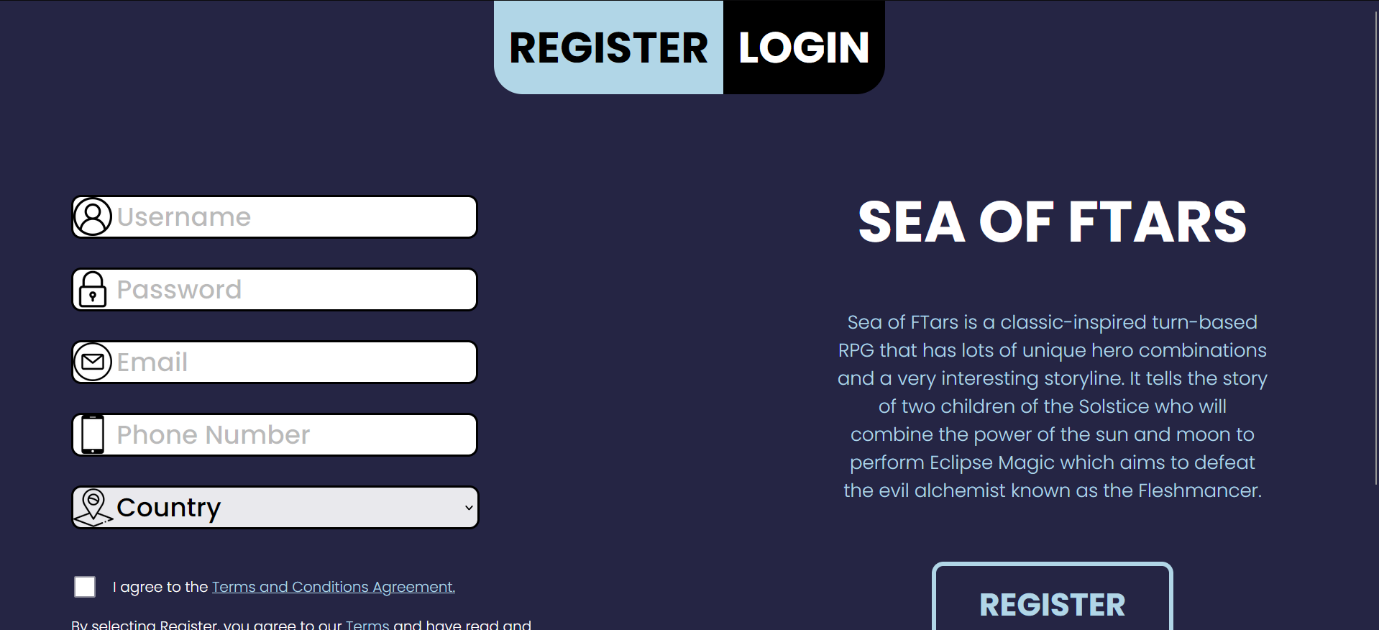 REGISTER LOGIN
Username
Password
Email
Phone Number
Country
I agree to the Terms and Conditions Agreement.
By selecting Register, you agree to our Terms and have read and
SEA OF FTARS
Sea of FTars is a classic-inspired turn-based
RPG that has lots of unique hero combinations
and a very interesting storyline. It tells the story
of two children of the Solstice who will
combine the power of the sun and moon to
perform Eclipse Magic which aims to defeat
the evil alchemist known as the Fleshmancer.
REGISTER